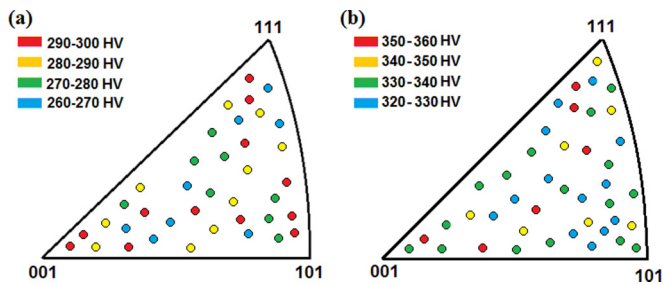 (a)
111
290-300 HV
280-290 HV
270-280 HV
260-270 HV
001
101
(b)
111
350-360 HV
340-350 HV
330-340 HV
320-330 HV
001
101